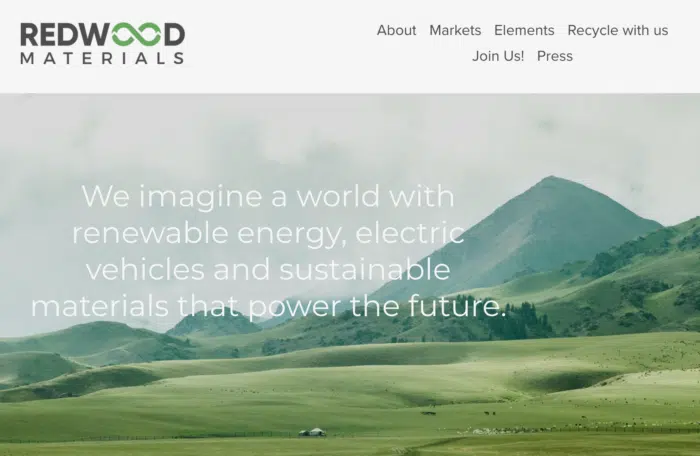 REDWOOD
MATERIALS
About Markets Elements Recycle with us
Join Us! Press
We imagine a world with
renewable energy, electric
vehicles and sustainable
materials that power the future.